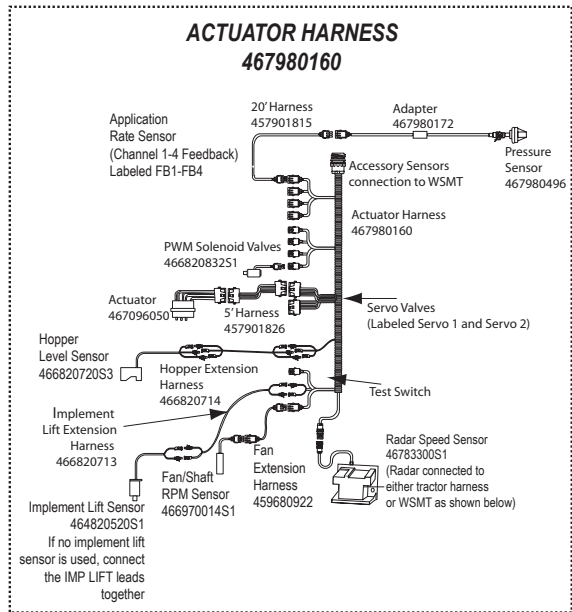 ACTUATOR HARNESS
467980160
20' Harness
457901815
Adapter
467980172
Application
Rate Sensor
(Channel 1-4 Feedback)
Labeled FB1-FB4
Pressure
Sensor
467980496
Accessory Sensors
connection to WSMT
Actuator Harness
467980160
PWM Solenoid Valves
466820832S1
Actuator
467096050
5' Harness
457901826
Servo Valves
(Labeled Servo 1 and Servo 2)
Hopper
Level Sensor
466820720S3
Hopper Extension
Harness
466820714
Test Switch
Implement
Lift Extension
Harness
466820713
Fan/Shaft
RPM Sensor
466970014S1
Fan
Extension
Harness
459680922
Radar Speed Sensor
46783300S1
(Radar connected to
either tractor harness
or WSMT as shown below)
Implement Lift Sensor
464820520S1
If no implement lift
sensor is used, connect
the IMP LIFT leads
together